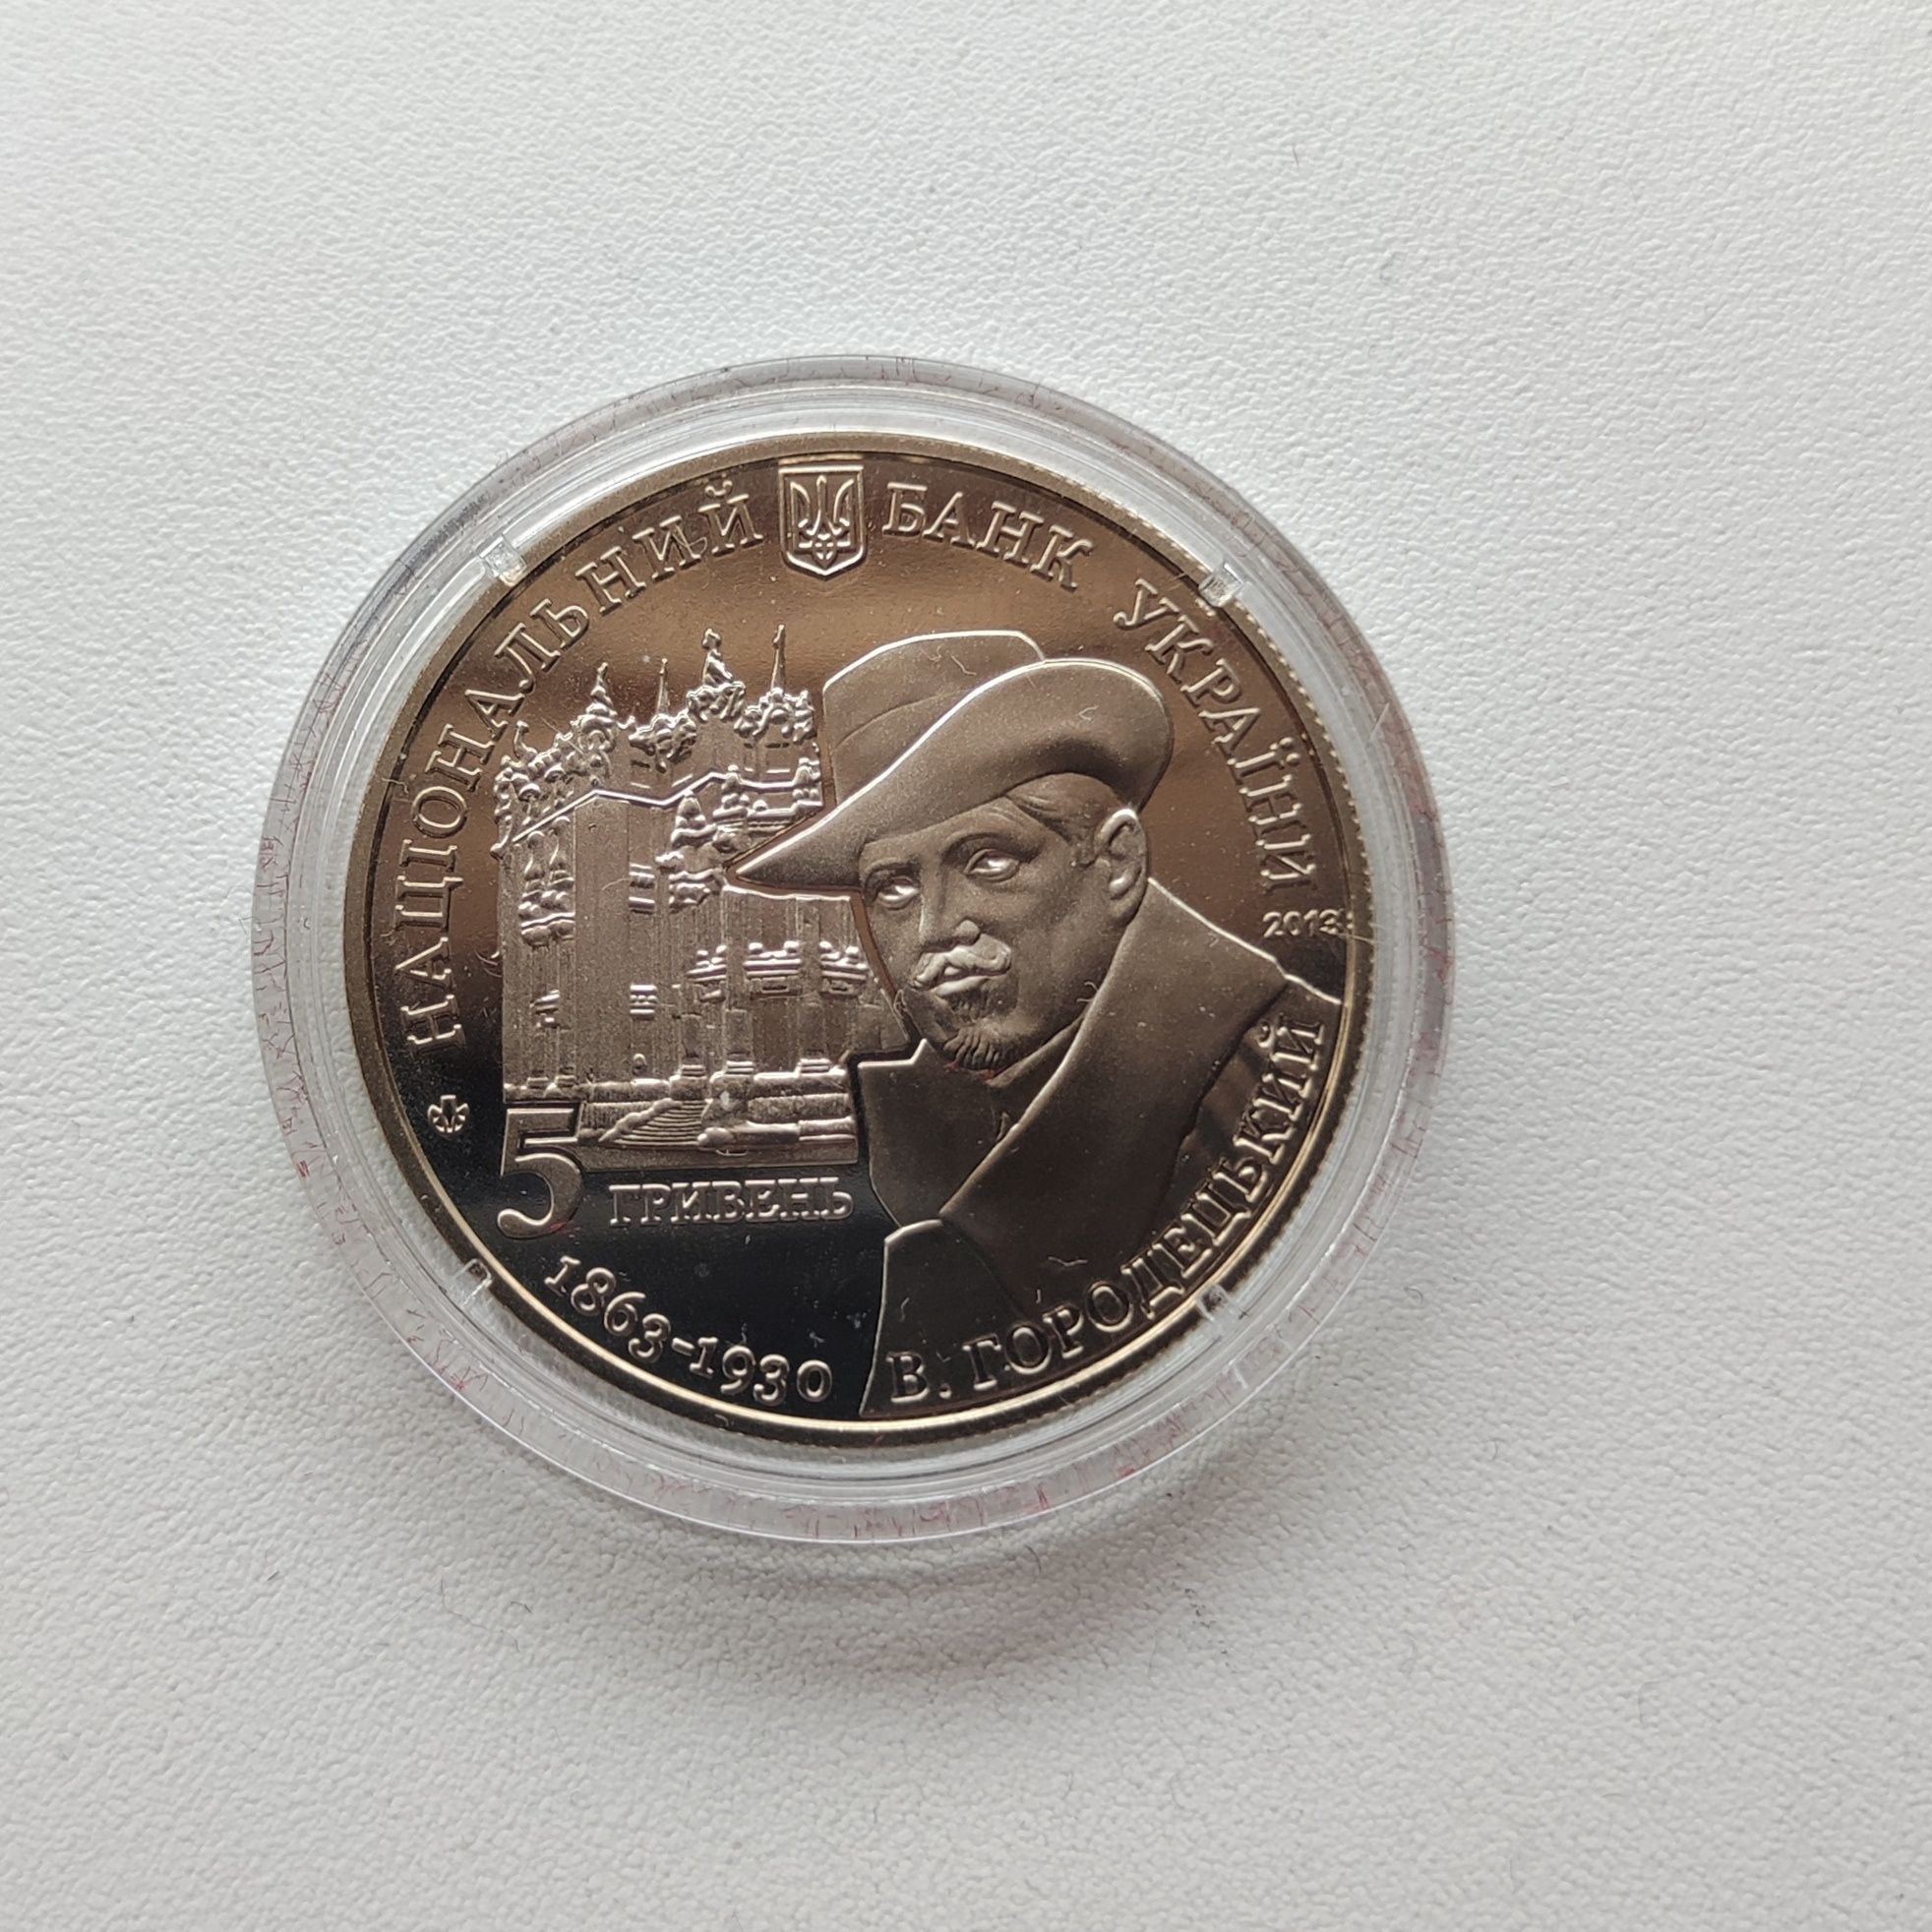 НАЦІОНАЛЬНИЙ БАНК УКРАЇНИ
2013
5 ГРИВЕНЬ
1863-1930
В. ГОРОДЕЦЬКИЙ